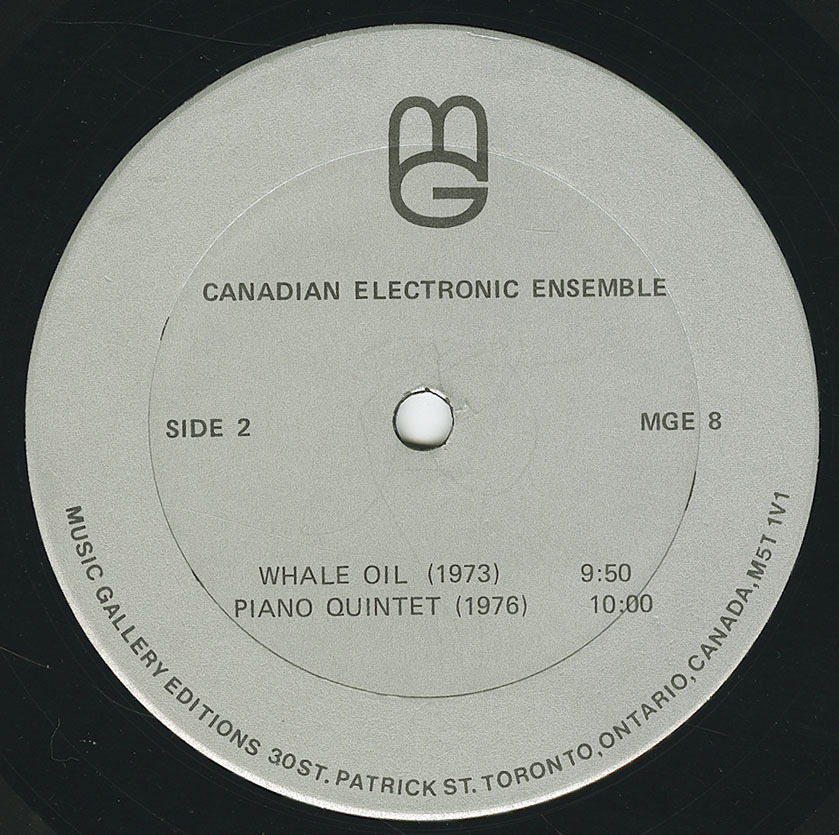 MG
CANADIAN ELECTRONIC ENSEMBLE
SIDE 2
MGE 8
WHALE OIL (1973) 9:50
PIANO QUINTET (1976) 10:00
MUSIC GALLERY EDITIONS 30 ST. PATRICK ST. TORONTO, ONTARIO, CANADA, M5T 1V1